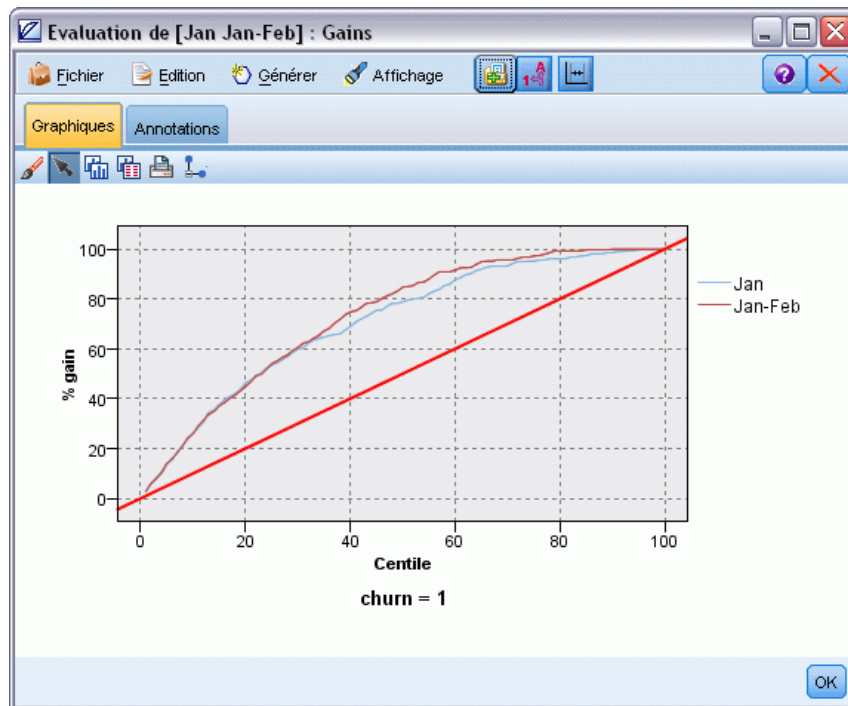 Evaluation de [Jan Jan-Feb] : Gains
Fichier Edition Générer Affichage
Graphiques Annotations
100
80
60
40
20
0
% gain
0 20 40 60 80 100
Centile
churn = 1
Jan
Jan-Feb
OK